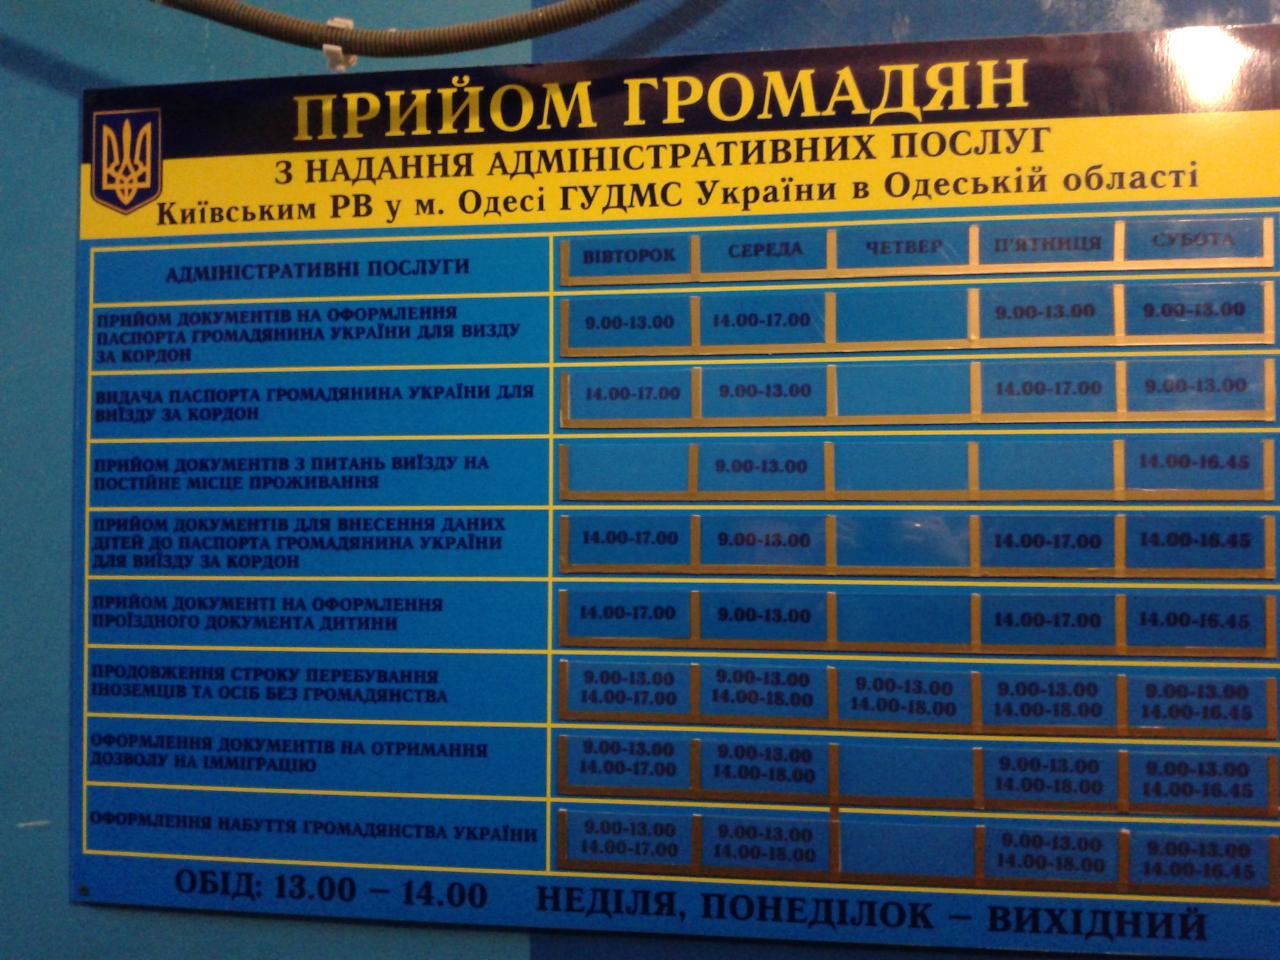 ПРИЙОМ ГРОМАДЯН
З НАДАННЯ АДМІНІСТРАТИВНИХ ПОСЛУГ
Київським РВ у м. Одесі ГУДМС України в Одеській області
АДМІНІСТРАТИВНІ ПОСЛУГИ ВІВТОРОК СЕРЕДА ЧЕТВЕР П'ЯТНИЦЯ СУБОТА
ПРИЙОМ ДОКУМЕНТІВ НА ОФОРМЛЕННЯ
ПАСПОРТА ГРОМАДЯНИНА УКРАЇНИ ДЛЯ ВИЗДУ
ЗА КОРДОН
9.00-13.00 14.00-17.00 9.00-13.00 9.00-13.00
ВИДАЧА ПАСПОРТА ГРОМАДЯНИНА УКРАЇНИ ДЛЯ
ВИЇЗДУ ЗА КОРДОН
14.00-17.00 9.00-13.00 14.00-17.00 9.00-13.00
ПРИЙОМ ДОКУМЕНТІВ З ПИТАНЬ ВИЇЗДУ НА
ПОСТІЙНЕ МІСЦЕ ПРОЖИВАННЯ
9.00-13.00 14.00-16.45
ПРИЙОМ ДОКУМЕНТІВ ДЛЯ ВНЕСЕННЯ ДАНИХ
ДІТЕЙ ДО ПАСПОРТА ГРОМАДЯНИНА УКРАЇНИ
ДЛЯ ВИЇЗДУ ЗА КОРДОН
14.00-17.00 9.00-13.00 14.00-17.00 14.00-16.45
ПРИЙОМ ДОКУМЕНТІ НА ОФОРМЛЕННЯ
ПРОЇЗДНОГО ДОКУМЕНТА ДИТИНИ
14.00-17.00 9.00-13.00 14.00-17.00 14.00-16.45
ПРОДОВЖЕННЯ СТРОКУ ПЕРЕБУВАННЯ
ІНОЗЕМЦІВ ТА ОСІБ БЕЗ ГРОМАДЯНСТВА
9.00-13.00 9.00-13.00 9.00-13.00 9.00-13.00 9.00-13.00
14.00-17.00 14.00-18.00 14.00-18.00 14.00-18.00 14.00-16.45
ОФОРМЛЕННЯ ДОКУМЕНТІВ НА ОТРИМАННЯ
ДОЗВОЛУ НА ІММІГРАЦІЮ
9.00-13.00 9.00-13.00 9.00-13.00 9.00-13.00
14.00-17.00 14.00-18.00 14.00-18.00 14.00-16.45
ОФОРМЛЕННЯ НАБУТТЯ ГРОМАДЯНСТВА УКРАЇНИ
9.00-13.00 9.00-13.00 9.00-13.00 9.00-13.00
14.00-17.00 14.00-18.00 14.00-18.00 14.00-16.45
ОБІД: 13.00 – 14.00 НЕДІЛЯ, ПОНЕДІЛОК – ВИХІДНИЙ